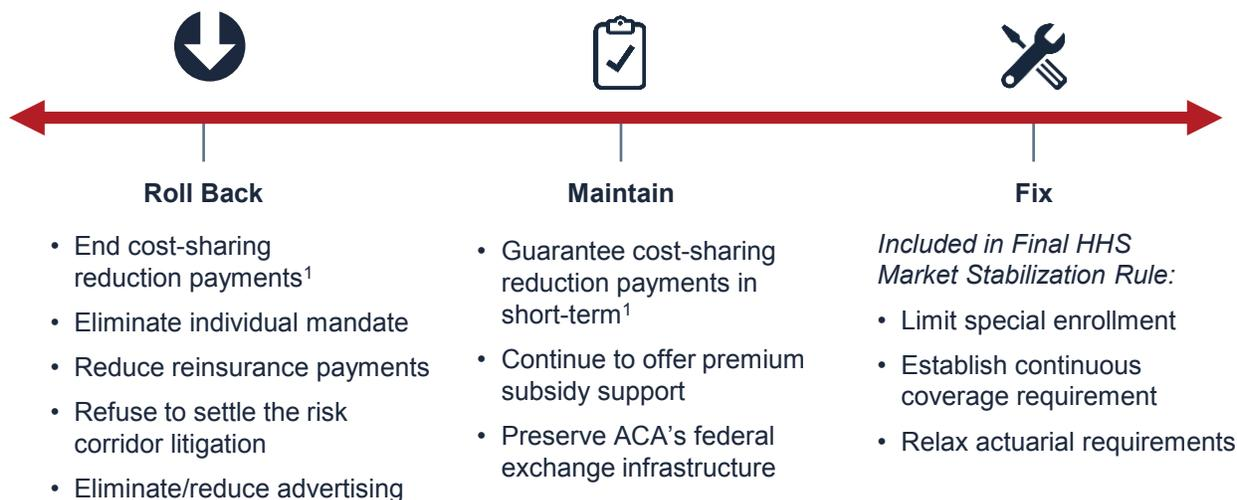 Roll Back
• End cost-sharing
reduction payments¹
• Eliminate individual mandate
• Reduce reinsurance payments
• Refuse to settle the risk
corridor litigation
• Eliminate/reduce advertising
Maintain
• Guarantee cost-sharing
reduction payments in
short-term¹
• Continue to offer premium
subsidy support
• Preserve ACA’s federal
exchange infrastructure
Fix
Included in Final HHS
Market Stabilization Rule:
• Limit special enrollment
• Establish continuous
coverage requirement
• Relax actuarial requirements